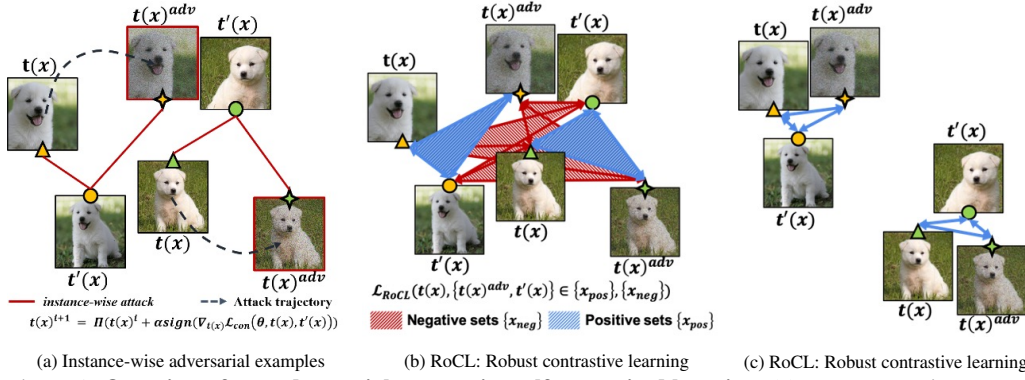 t(x)
t(x)^adv
t'(x)
t'(x)
t(x)
t(x)^adv
instance-wise attack
Attack trajectory
t(x)^{i+1} = Π(t(x)^i + αsign(∇_{t(x)} ℒ_con(θ, t(x), t'(x)))
(a) Instance-wise adversarial examples
t(x)
t(x)^adv
t'(x)
t'(x)
t(x)
t(x)^adv
ℒ_RoCL(t(x), {t(x)^adv, t'(x)} ∈ {x_pos}, {x_neg})
Negative sets {x_neg}
Positive sets {x_pos}
(b) RoCL: Robust contrastive learning
t(x)
t(x)^adv
t'(x)
t'(x)
t(x)
t(x)^adv
(c) RoCL: Robust contrastive learning